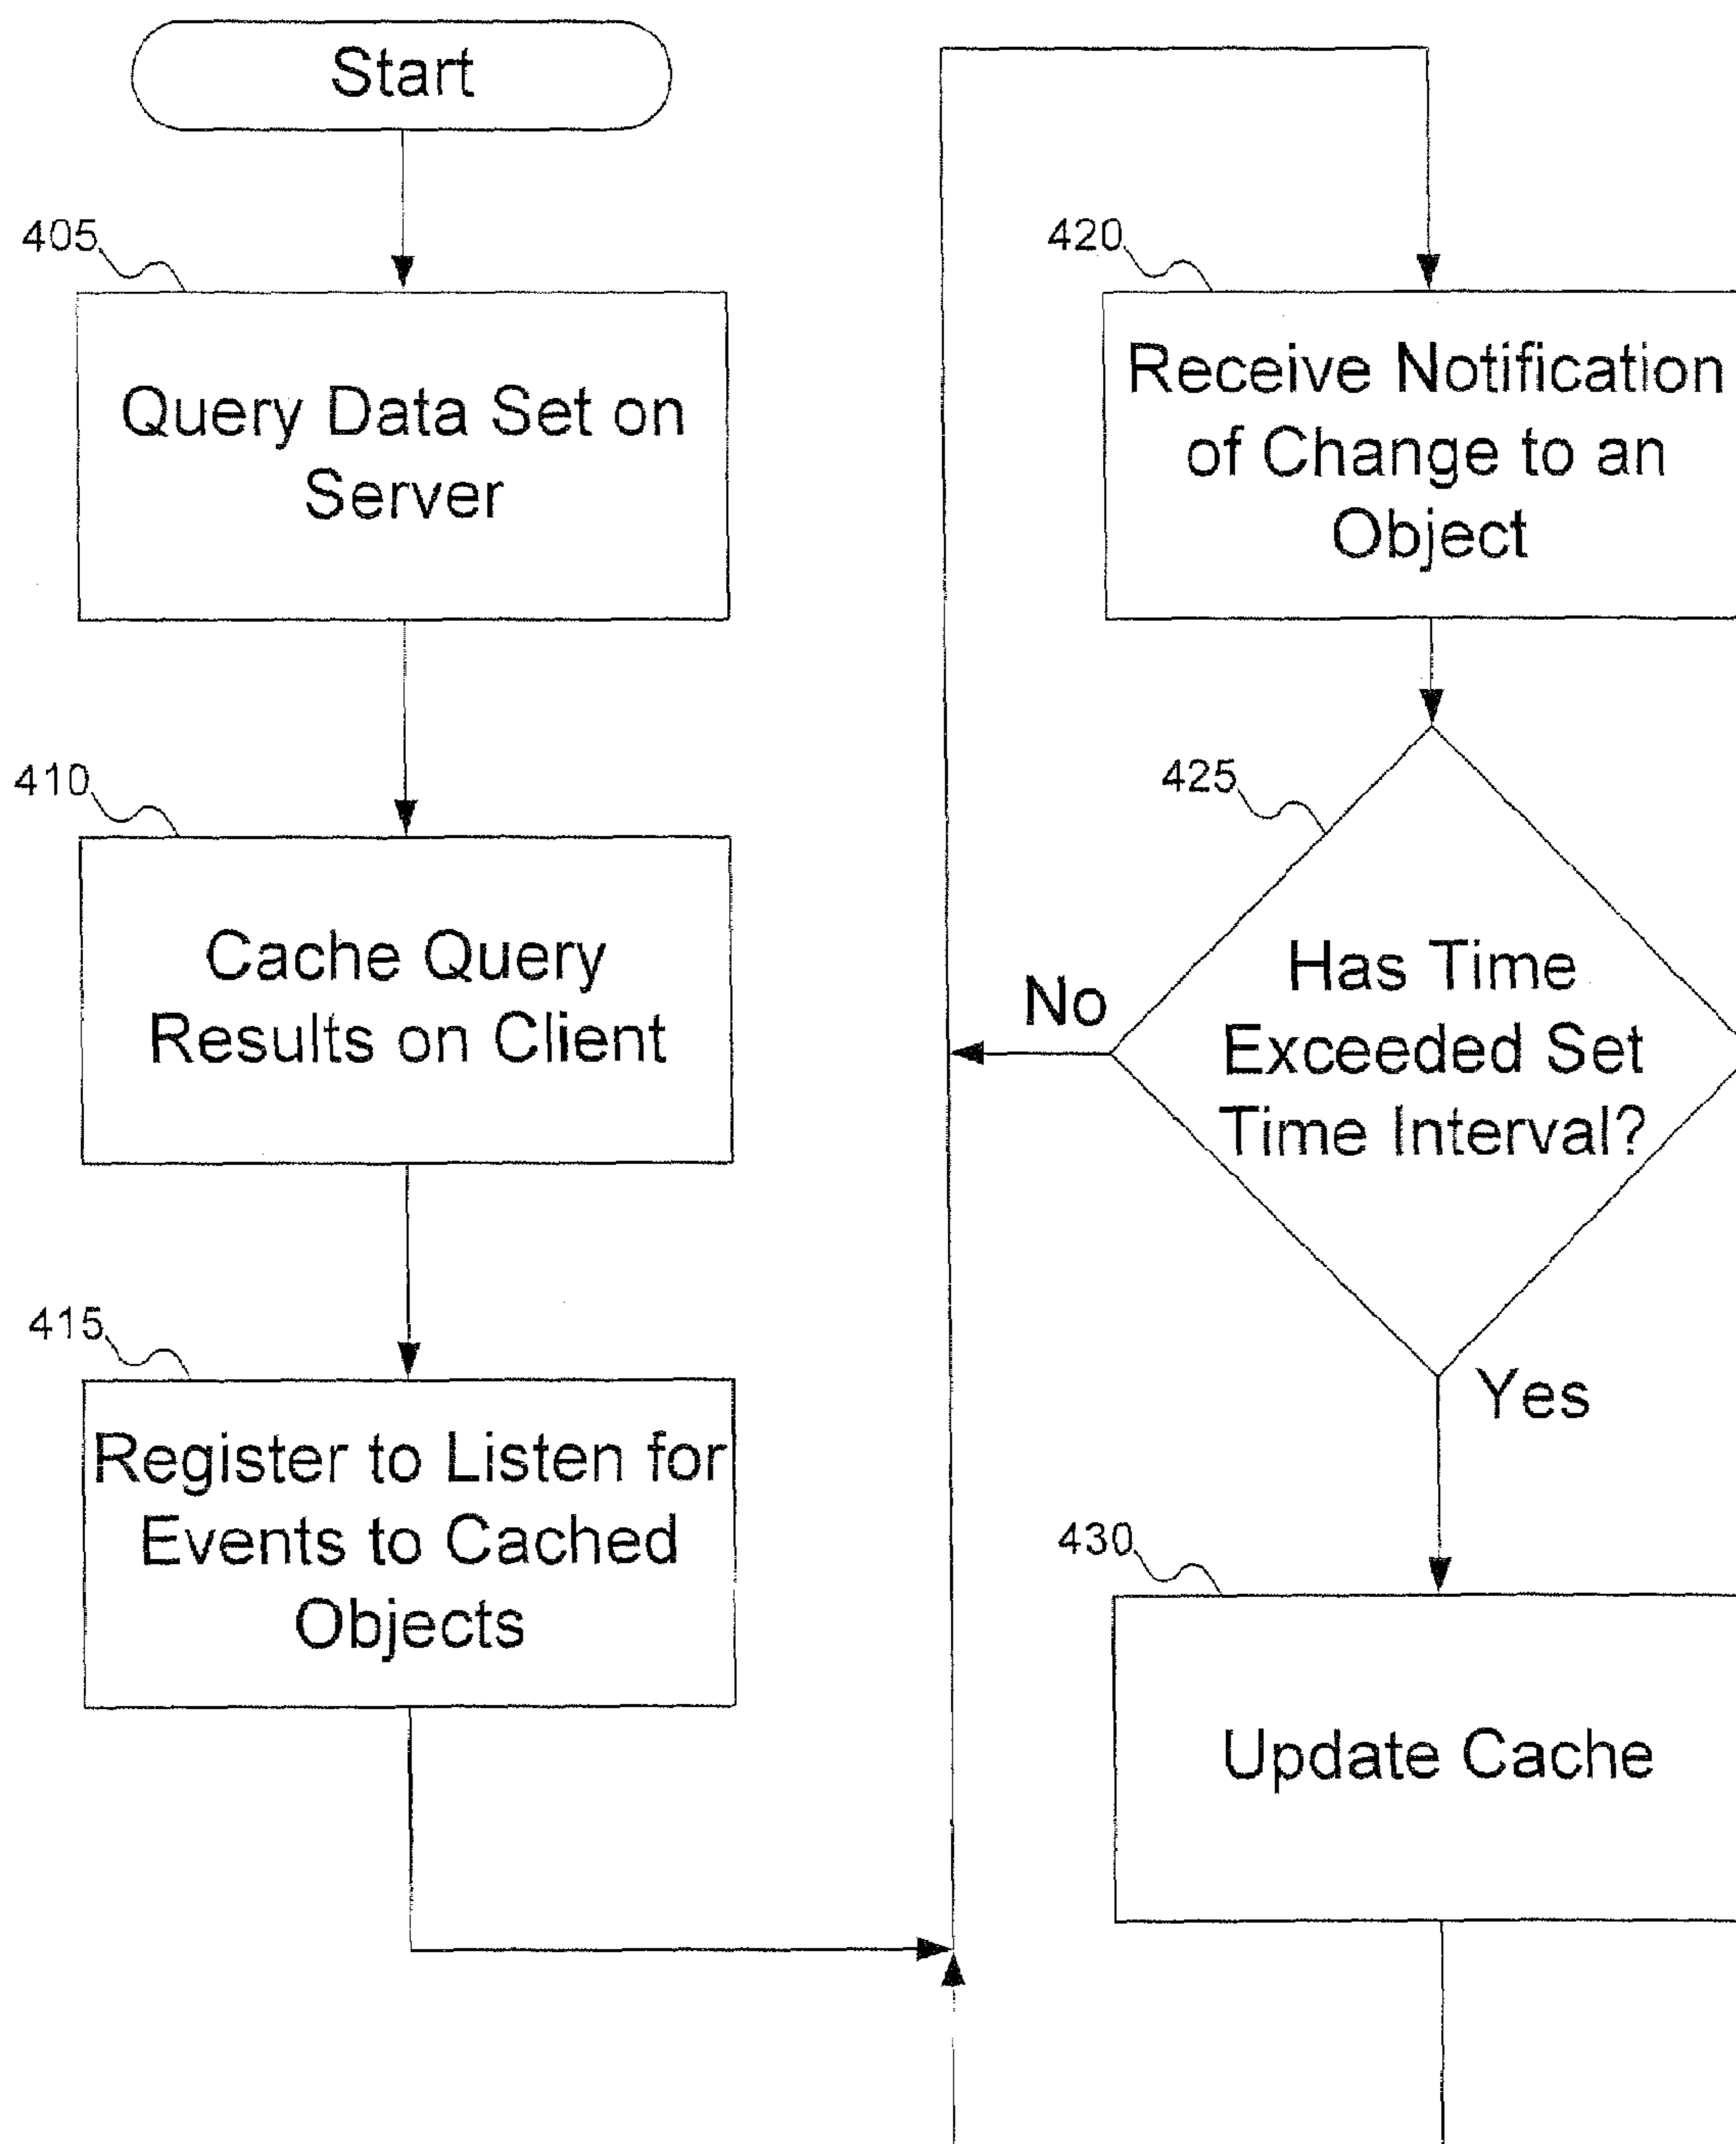 Start
405
Query Data Set on
Server
410
Cache Query
Results on Client
415
Register to Listen for
Events to Cached
Objects
420
Receive Notification
of Change to an
Object
425
Has Time
Exceeded Set
Time Interval?
No
Yes
430
Update Cache